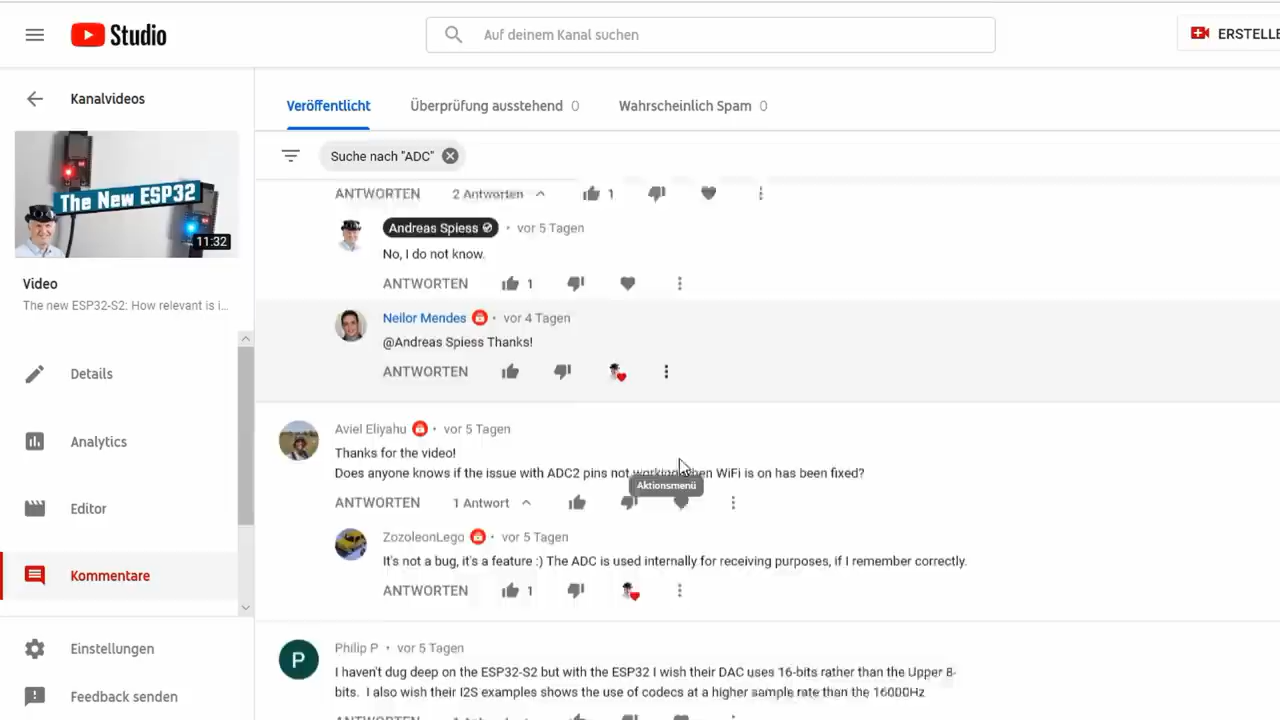 Studio
Auf deinem Kanal suchen
ERSTELLE
Kanalvideos
The New ESP32
11:32
Video
The new ESP32-S2: How relevant is i...
Details
Analytics
Editor
Kommentare
Einstellungen
Feedback senden
Veröffentlicht
Überprüfung ausstehend 0
Wahrscheinlich Spam 0
Suche nach "ADC"
ANTWORTEN 2 Antworten 1
Andreas Spiess • vor 5 Tagen
No, I do not know.
ANTWORTEN 1
Neilor Mendes • vor 4 Tagen
@Andreas Spiess Thanks!
ANTWORTEN
Aviel Eliyahu • vor 5 Tagen
Thanks for the video!
Does anyone knows if the issue with ADC2 pins not working when WiFi is on has been fixed?
Aktionsmenü
ANTWORTEN 1 Antwort
ZozoleonLego • vor 5 Tagen
It's not a bug, it's a feature :) The ADC is used internally for receiving purposes, if I remember correctly.
ANTWORTEN 1
P
Philip P • vor 5 Tagen
I haven't dug deep on the ESP32-S2 but with the ESP32 I wish their DAC uses 16-bits rather than the Upper 8-
bits. I also wish their I2S examples shows the use of codecs at a higher sample rate than the 16000Hz
ANTWORTEN